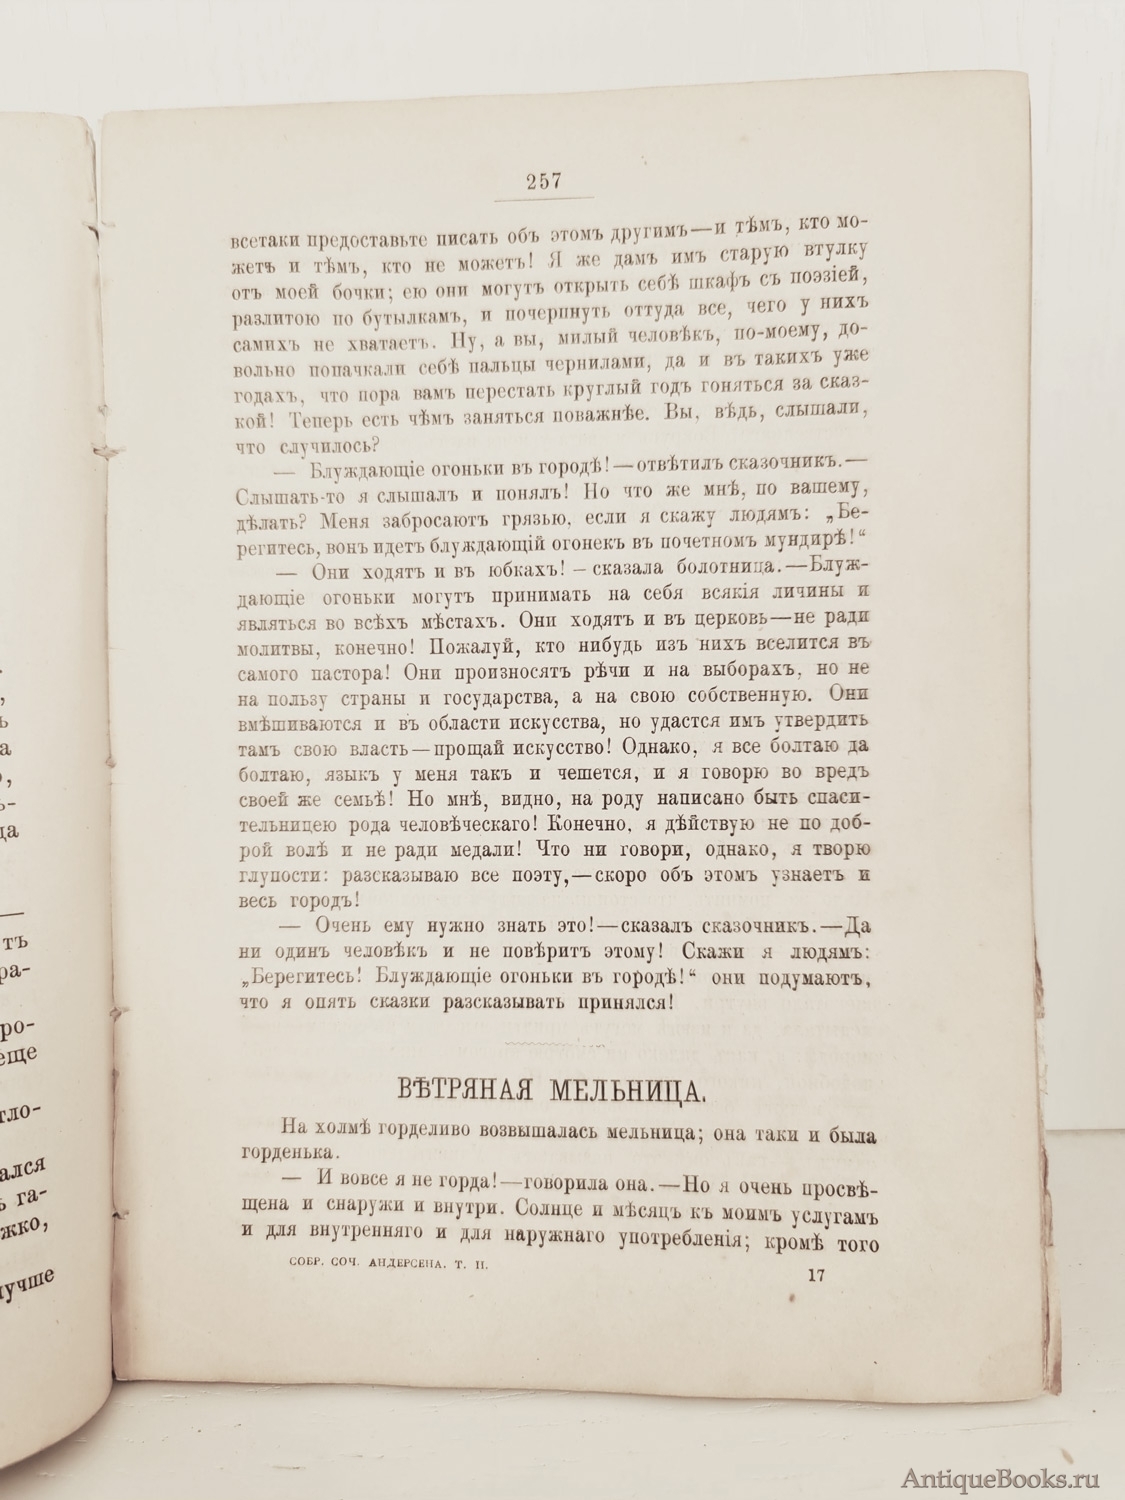 257
всетаки предоставьте писать объ этомъ другимъ—и тѣмъ, кто мо-
жетъ и тѣмъ, кто не можетъ! Я же дамъ имъ старую втулку
отъ моей бочки; ею они могутъ открыть себѣ шкафъ съ поэзіей,
разлитою по бутылкамъ, и почерпнуть оттуда все, чего у нихъ
самихъ не хватаетъ. Ну, а вы, милый человѣкъ, по-моему, до-
вольно попачкали себѣ пальцы чернилами, да и въ такихъ уже
годахъ, что пора вамъ перестать круглый годъ гоняться за сказ-
кой! Теперь есть чѣмъ заняться поважнѣе. Вы, вѣдь, слышали,
что случилось?
— Блуждающіе огоньки въ городѣ!—отвѣтилъ сказочникъ.—
Слышать-то я слышалъ и понялъ! Но что же мнѣ, по вашему,
дѣлать? Меня забросаютъ грязью, если я скажу людямъ: „Бе-
регитесь, вонъ идетъ блуждающій огонекъ въ почетномъ мундирѣ!“
— Они ходятъ и въ юбкахъ!—сказала болотница.—Блуж-
дающіе огоньки могутъ принимать на себя всякія личины и
являться во всѣхъ мѣстахъ. Они ходятъ и въ церковь—не ради
молитвы, конечно! Пожалуй, кто нибудь изъ нихъ вселится въ
самого пастора! Они произносятъ рѣчи и на выборахъ, но не
на пользу страны и государства, а на свою собственную. Они
вмѣшиваются и въ области искусства, но удастся имъ утвердить
тамъ свою власть—прощай искусство! Однако, я все болтаю да
болтаю, языкъ у меня такъ и чешется, и я говорю во вредъ
своей же семьѣ! Но мнѣ, видно, на роду написано быть спаси-
тельницею рода человѣческаго! Конечно, я дѣйствую не по доб-
рой волѣ и не ради медали! Что ни говори, однако, я творю
глупости: разсказываю все поэту,—скоро объ этомъ узнаетъ и
весь городъ!
— Очень ему нужно знать это!—сказалъ сказочникъ.—Да
ни одинъ человѣкъ и не повѣритъ этому! Скажи я людямъ:
„Берегитесь! Блуждающіе огоньки въ городѣ!“ они подумаютъ,
что я опять сказки разсказывать принялся!
ВѢТРЯНАЯ МЕЛЬНИЦА.
На холмѣ горделиво возвышалась мельница; она таки и была
горденька.
— И вовсе я не горда!—говорила она.—Но я очень просвѣ-
щена и снаружи и внутри. Солнце и мѣсяцъ къ моимъ услугамъ
и для внутренняго и для наружнаго употребленія; кромѣ того
СОБР. СОЧ. АНДЕРСЕНА. Т. II.
17
AntiqueBooks.ru